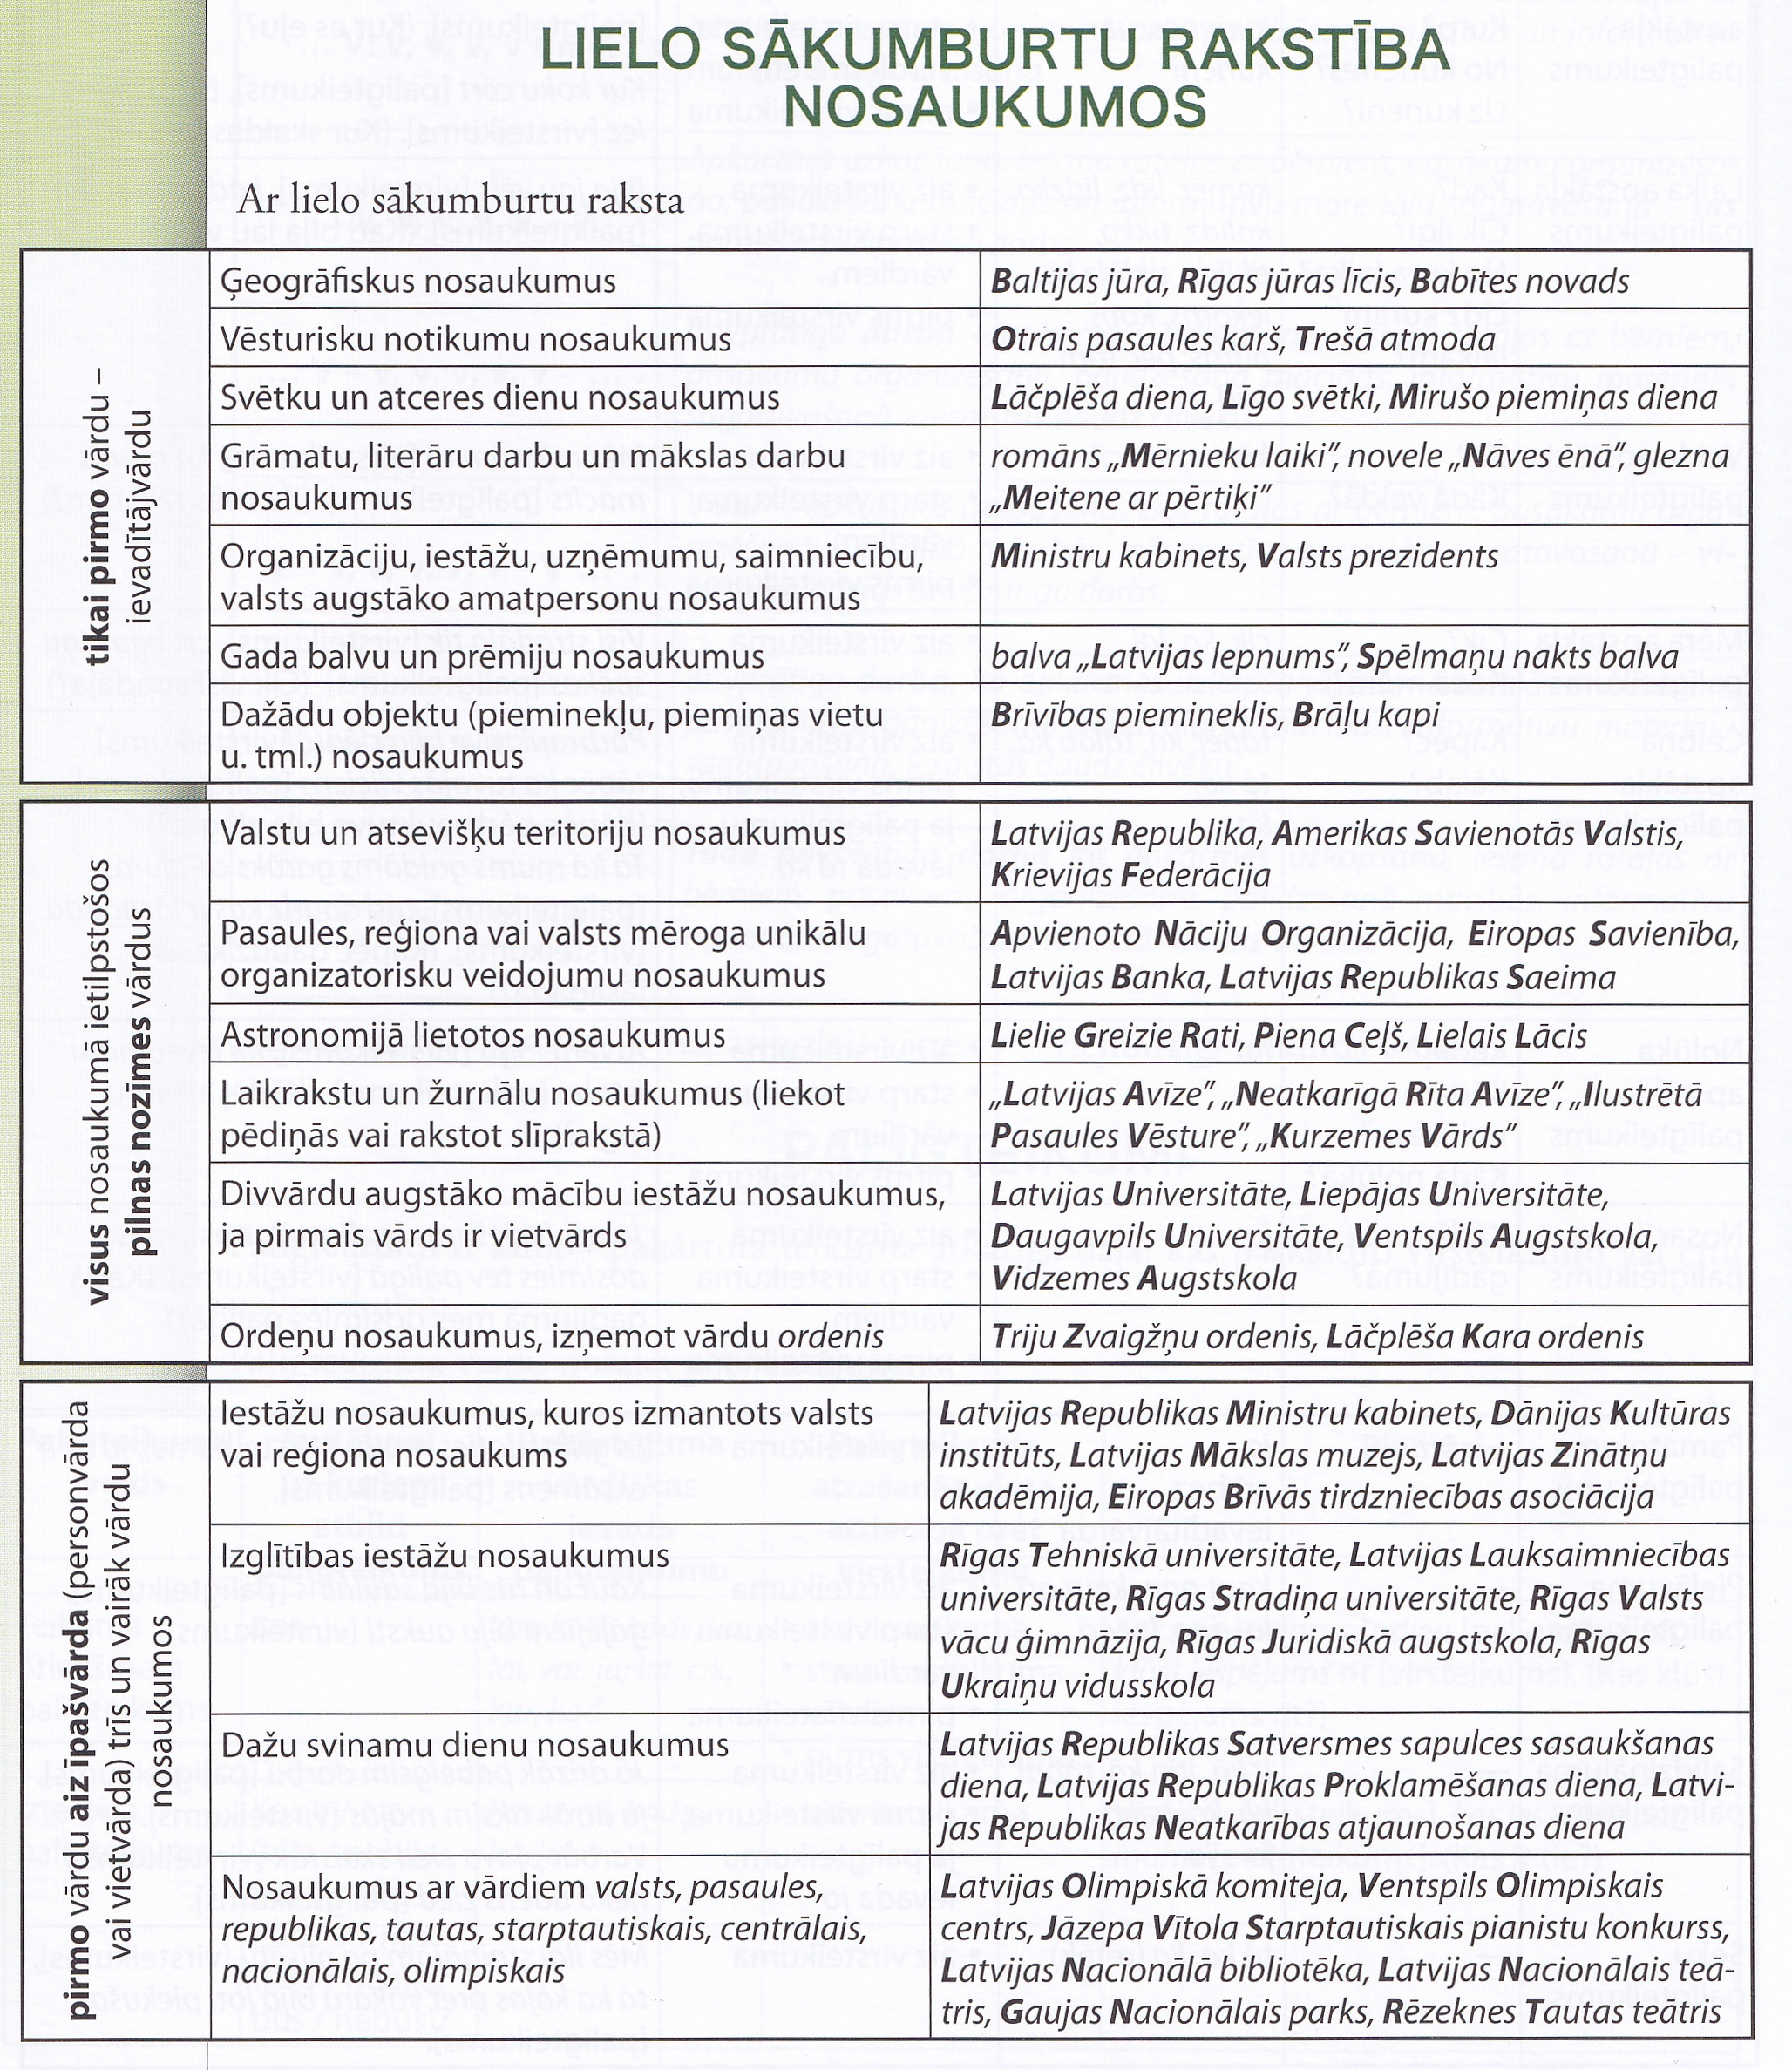 LIELO SĀKUMBURTU RAKSTĪBA
NOSAUKUMOS
Ar lielo sākumburtu raksta
tikai pirmo vārdu –
ievadītājvārdu
Ģeogrāfiskus nosaukumus
Baltijas jūra, Rīgas jūras līcis, Babītes novads
Vēsturisku notikumu nosaukumus
Otrais pasaules karš, Trešā atmoda
Svētku un atceres dienu nosaukumus
Lāčplēša diena, Līgo svētki, Mirušo piemiņas diena
Grāmatu, literāru darbu un mākslas darbu
nosaukumus
romāns „Mērnieku laiki”, novele „Nāves ēnā”, glezna
„Meitene ar pērtiķi”
Organizāciju, iestāžu, uzņēmumu, saimniecību,
valsts augstāko amatpersonu nosaukumus
Ministru kabinets, Valsts prezidents
Gada balvu un prēmiju nosaukumus
balva „Latvijas lepnums”, Spēlmaņu nakts balva
Dažādu objektu (pieminekļu, piemiņas vietu
u. tml.) nosaukumus
Brīvības piemineklis, Brāļu kapi
visus nosaukumā ietilpstošos
pilnas nozīmes vārdus
Valstu un atsevišķu teritoriju nosaukumus
Latvijas Republika, Amerikas Savienotās Valstis,
Krievijas Federācija
Pasaules, reģiona vai valsts mēroga unikālu
organizatorisku veidojumu nosaukumus
Apvienoto Nāciju Organizācija, Eiropas Savienība,
Latvijas Banka, Latvijas Republikas Saeima
Astronomijā lietotos nosaukumus
Lielie Greizie Rati, Piena Ceļš, Lielais Lācis
Laikrakstu un žurnālu nosaukumus (liekot
pēdiņās vai rakstot slīprakstā)
„Latvijas Avīze”, „Neatkarīgā Rīta Avīze”, „Ilustrētā
Pasaules Vēsture”, „Kurzemes Vārds”
Divvārdu augstāko mācību iestāžu nosaukumus,
ja pirmais vārds ir vietvārds
Latvijas Universitāte, Liepājas Universitāte,
Daugavpils Universitāte, Ventspils Augstskola,
Vidzemes Augstskola
Ordeņu nosaukumus, izņemot vārdu ordenis
Triju Zvaigžņu ordenis, Lāčplēša Kara ordenis
pirmo vārdu aiz īpašvārda (personvārda
vai vietvārda) trīs un vairāk vārdu
nosaukumos
Iestāžu nosaukumus, kuros izmantots valsts
vai reģiona nosaukums
Latvijas Republikas Ministru kabinets, Dānijas Kultūras
institūts, Latvijas Mākslas muzejs, Latvijas Zinātņu
akadēmija, Eiropas Brīvās tirdzniecības asociācija
Izglītības iestāžu nosaukumus
Rīgas Tehniskā universitāte, Latvijas Lauksaimniecības
universitāte, Rīgas Stradiņa universitāte, Rīgas Valsts
vācu ģimnāzija, Rīgas Juridiskā augstskola, Rīgas
Ukraiņu vidusskola
Dažu svinamu dienu nosaukumus
Latvijas Republikas Satversmes sapulces sasaukšanas
diena, Latvijas Republikas Proklamēšanas diena, Latvi-
jas Republikas Neatkarības atjaunošanas diena
Nosaukumus ar vārdiem valsts, pasaules,
republikas, tautas, starptautiskais, centrālais,
nacionālais, olimpiskais
Latvijas Olimpiskā komiteja, Ventspils Olimpiskais
centrs, Jāzepa Vītola Starptautiskais pianistu konkurss,
Latvijas Nacionālā bibliotēka, Latvijas Nacionālais teā-
tris, Gaujas Nacionālais parks, Rēzeknes Tautas teātris